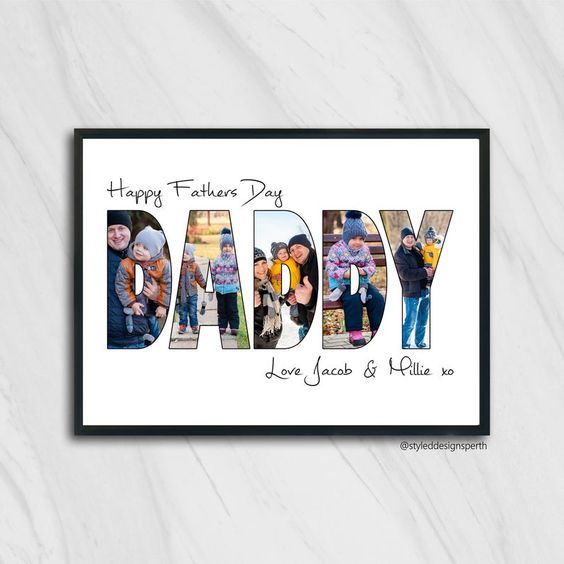 Happy Fathers Day
DADDY
Love Jacob & Millie xo
@styleddesignsperth